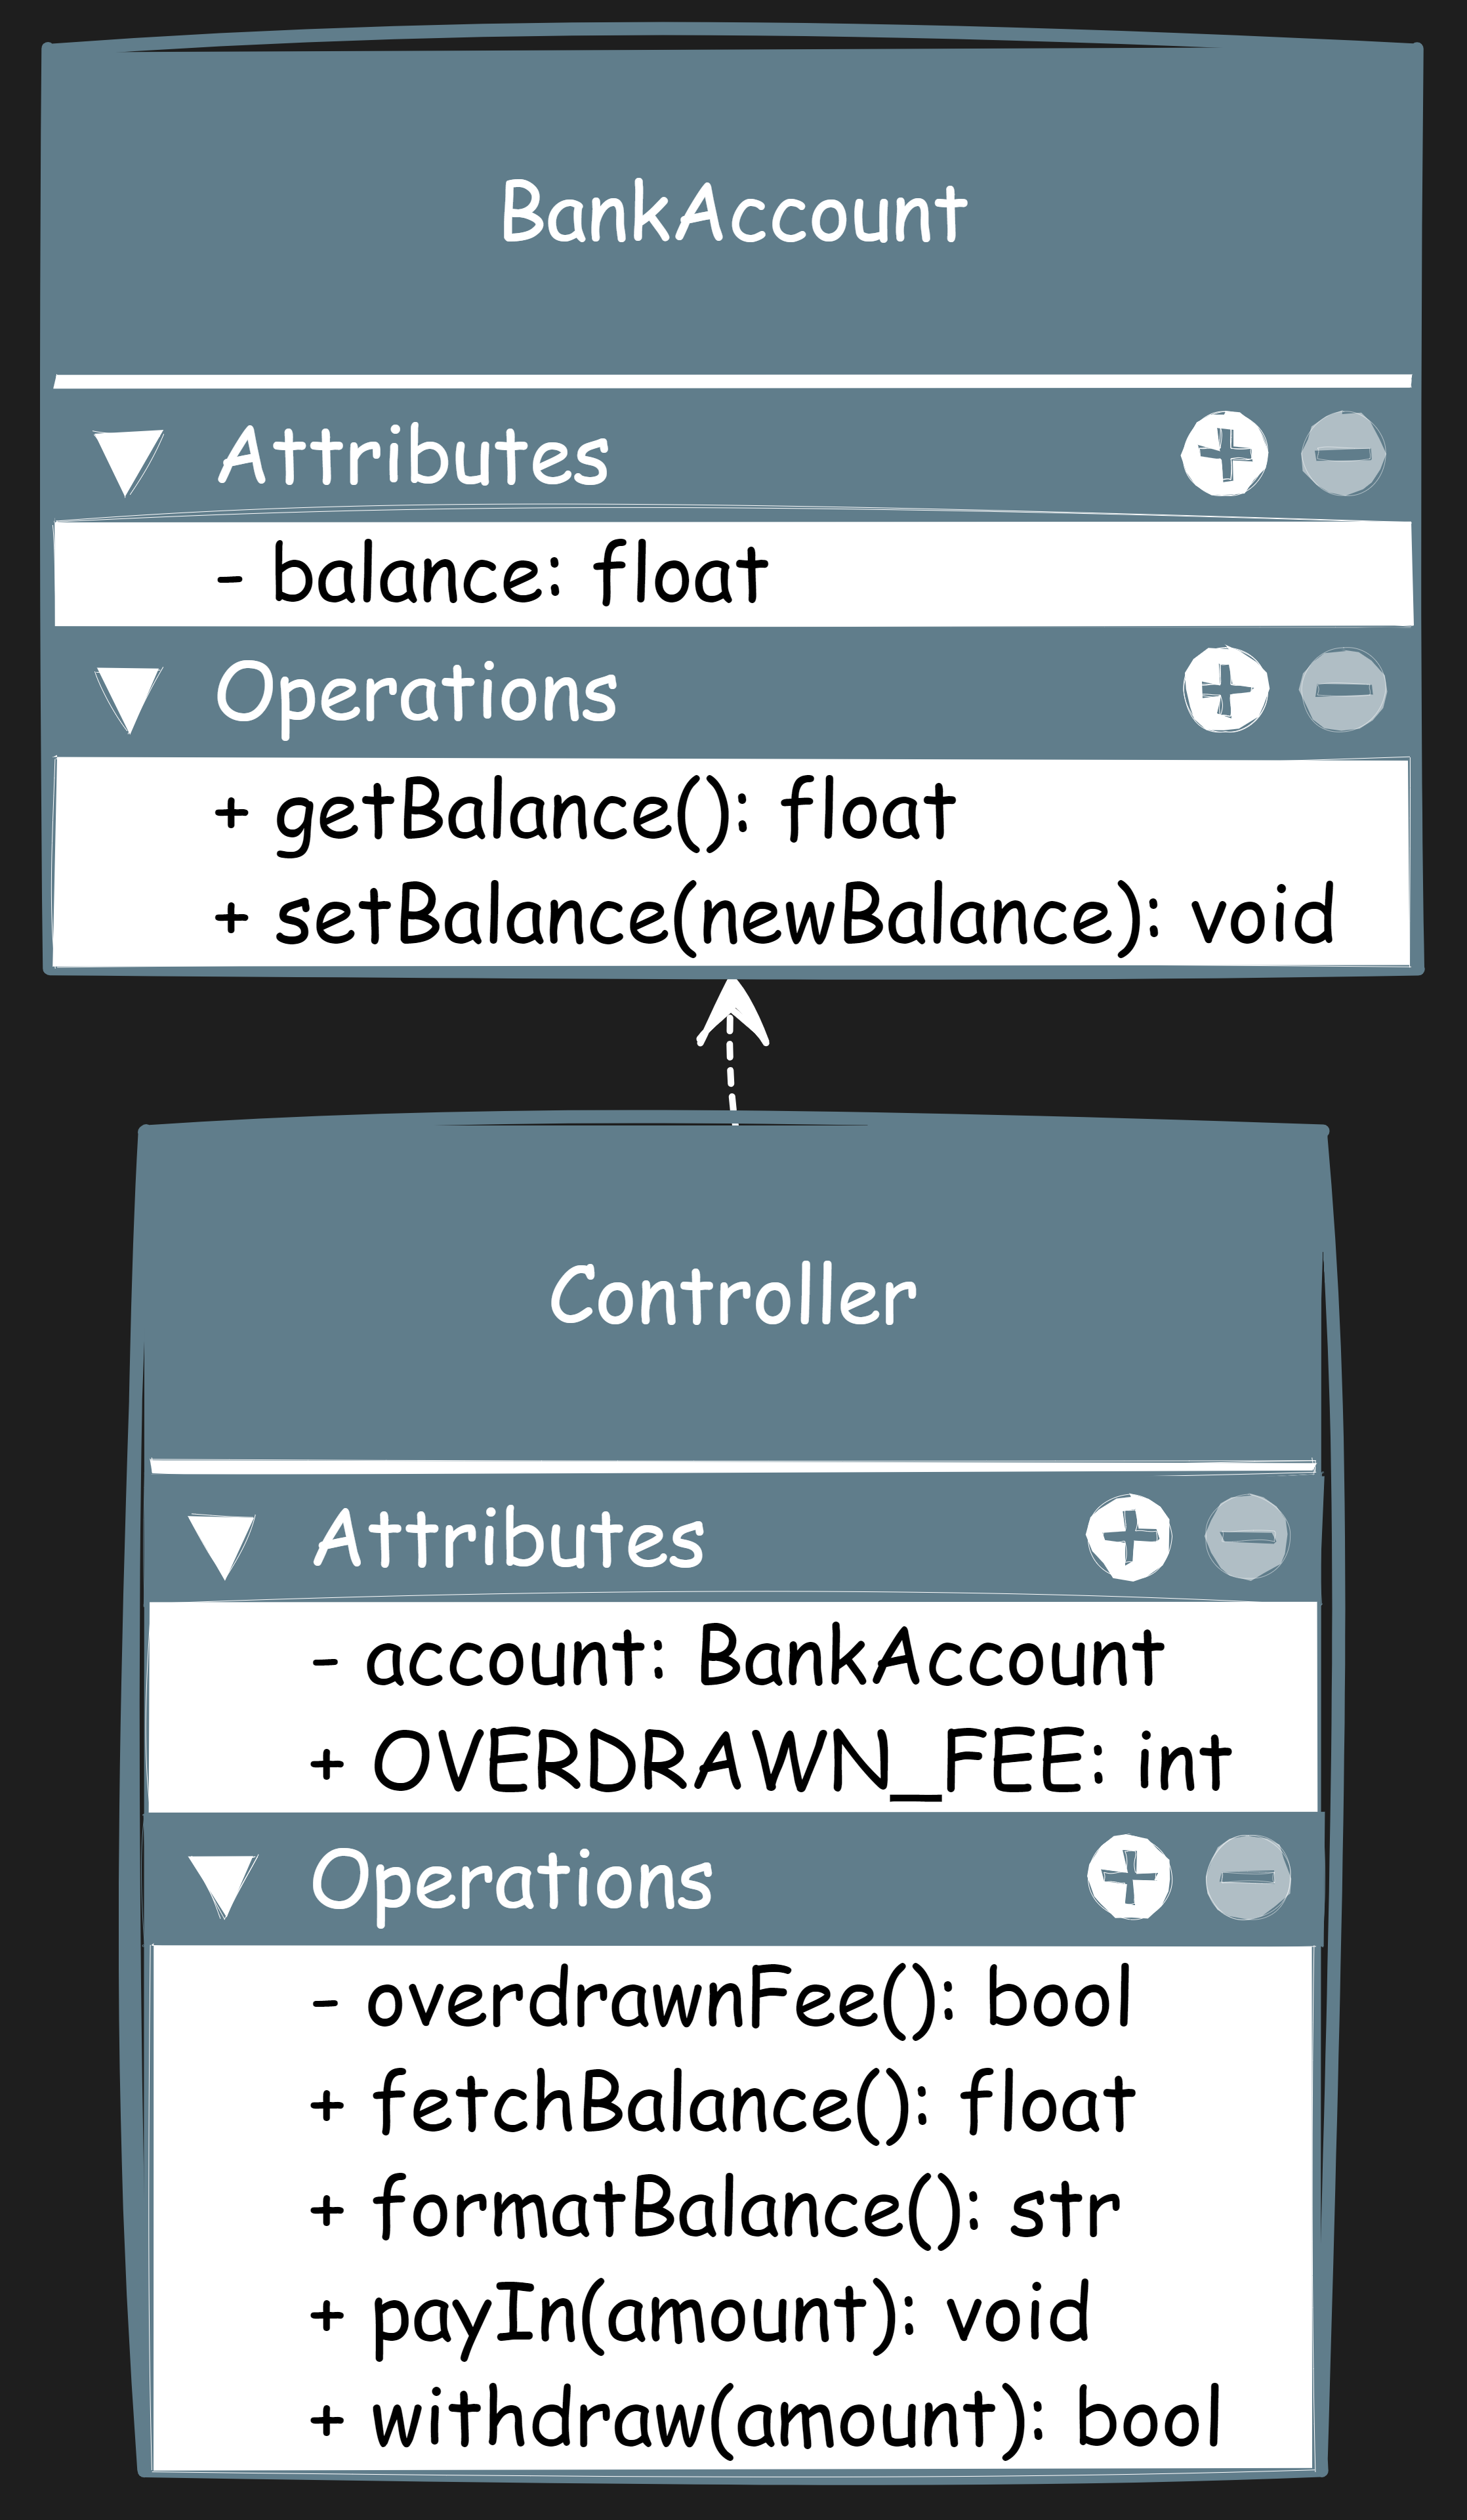 BankAccount
Attributes
- balance: float
Operations
+ getBalance(): float
+ setBalance(newBalance): void
Controller
Attributes
- account: BankAccount
+ OVERDRAWN_FEE: int
Operations
- overdrawnFee(): bool
+ fetchBalance(): float
+ formatBalance(): str
+ payIn(amount): void
+ withdraw(amount): bool